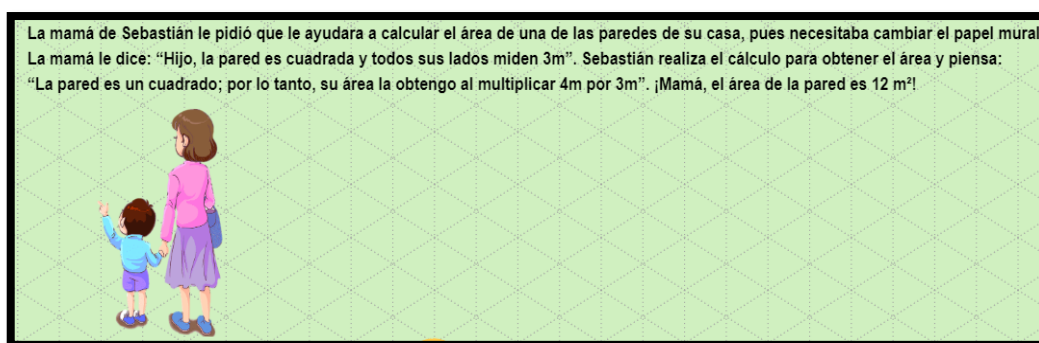 La mamá de Sebastián le pidió que le ayudara a calcular el área de una de las paredes de su casa, pues necesitaba cambiar el papel mural
La mamá le dice: “Hijo, la pared es cuadrada y todos sus lados miden 3m”. Sebastián realiza el cálculo para obtener el área y piensa:
“La pared es un cuadrado; por lo tanto, su área la obtengo al multiplicar 4m por 3m”. ¡Mamá, el área de la pared es 12 m²!